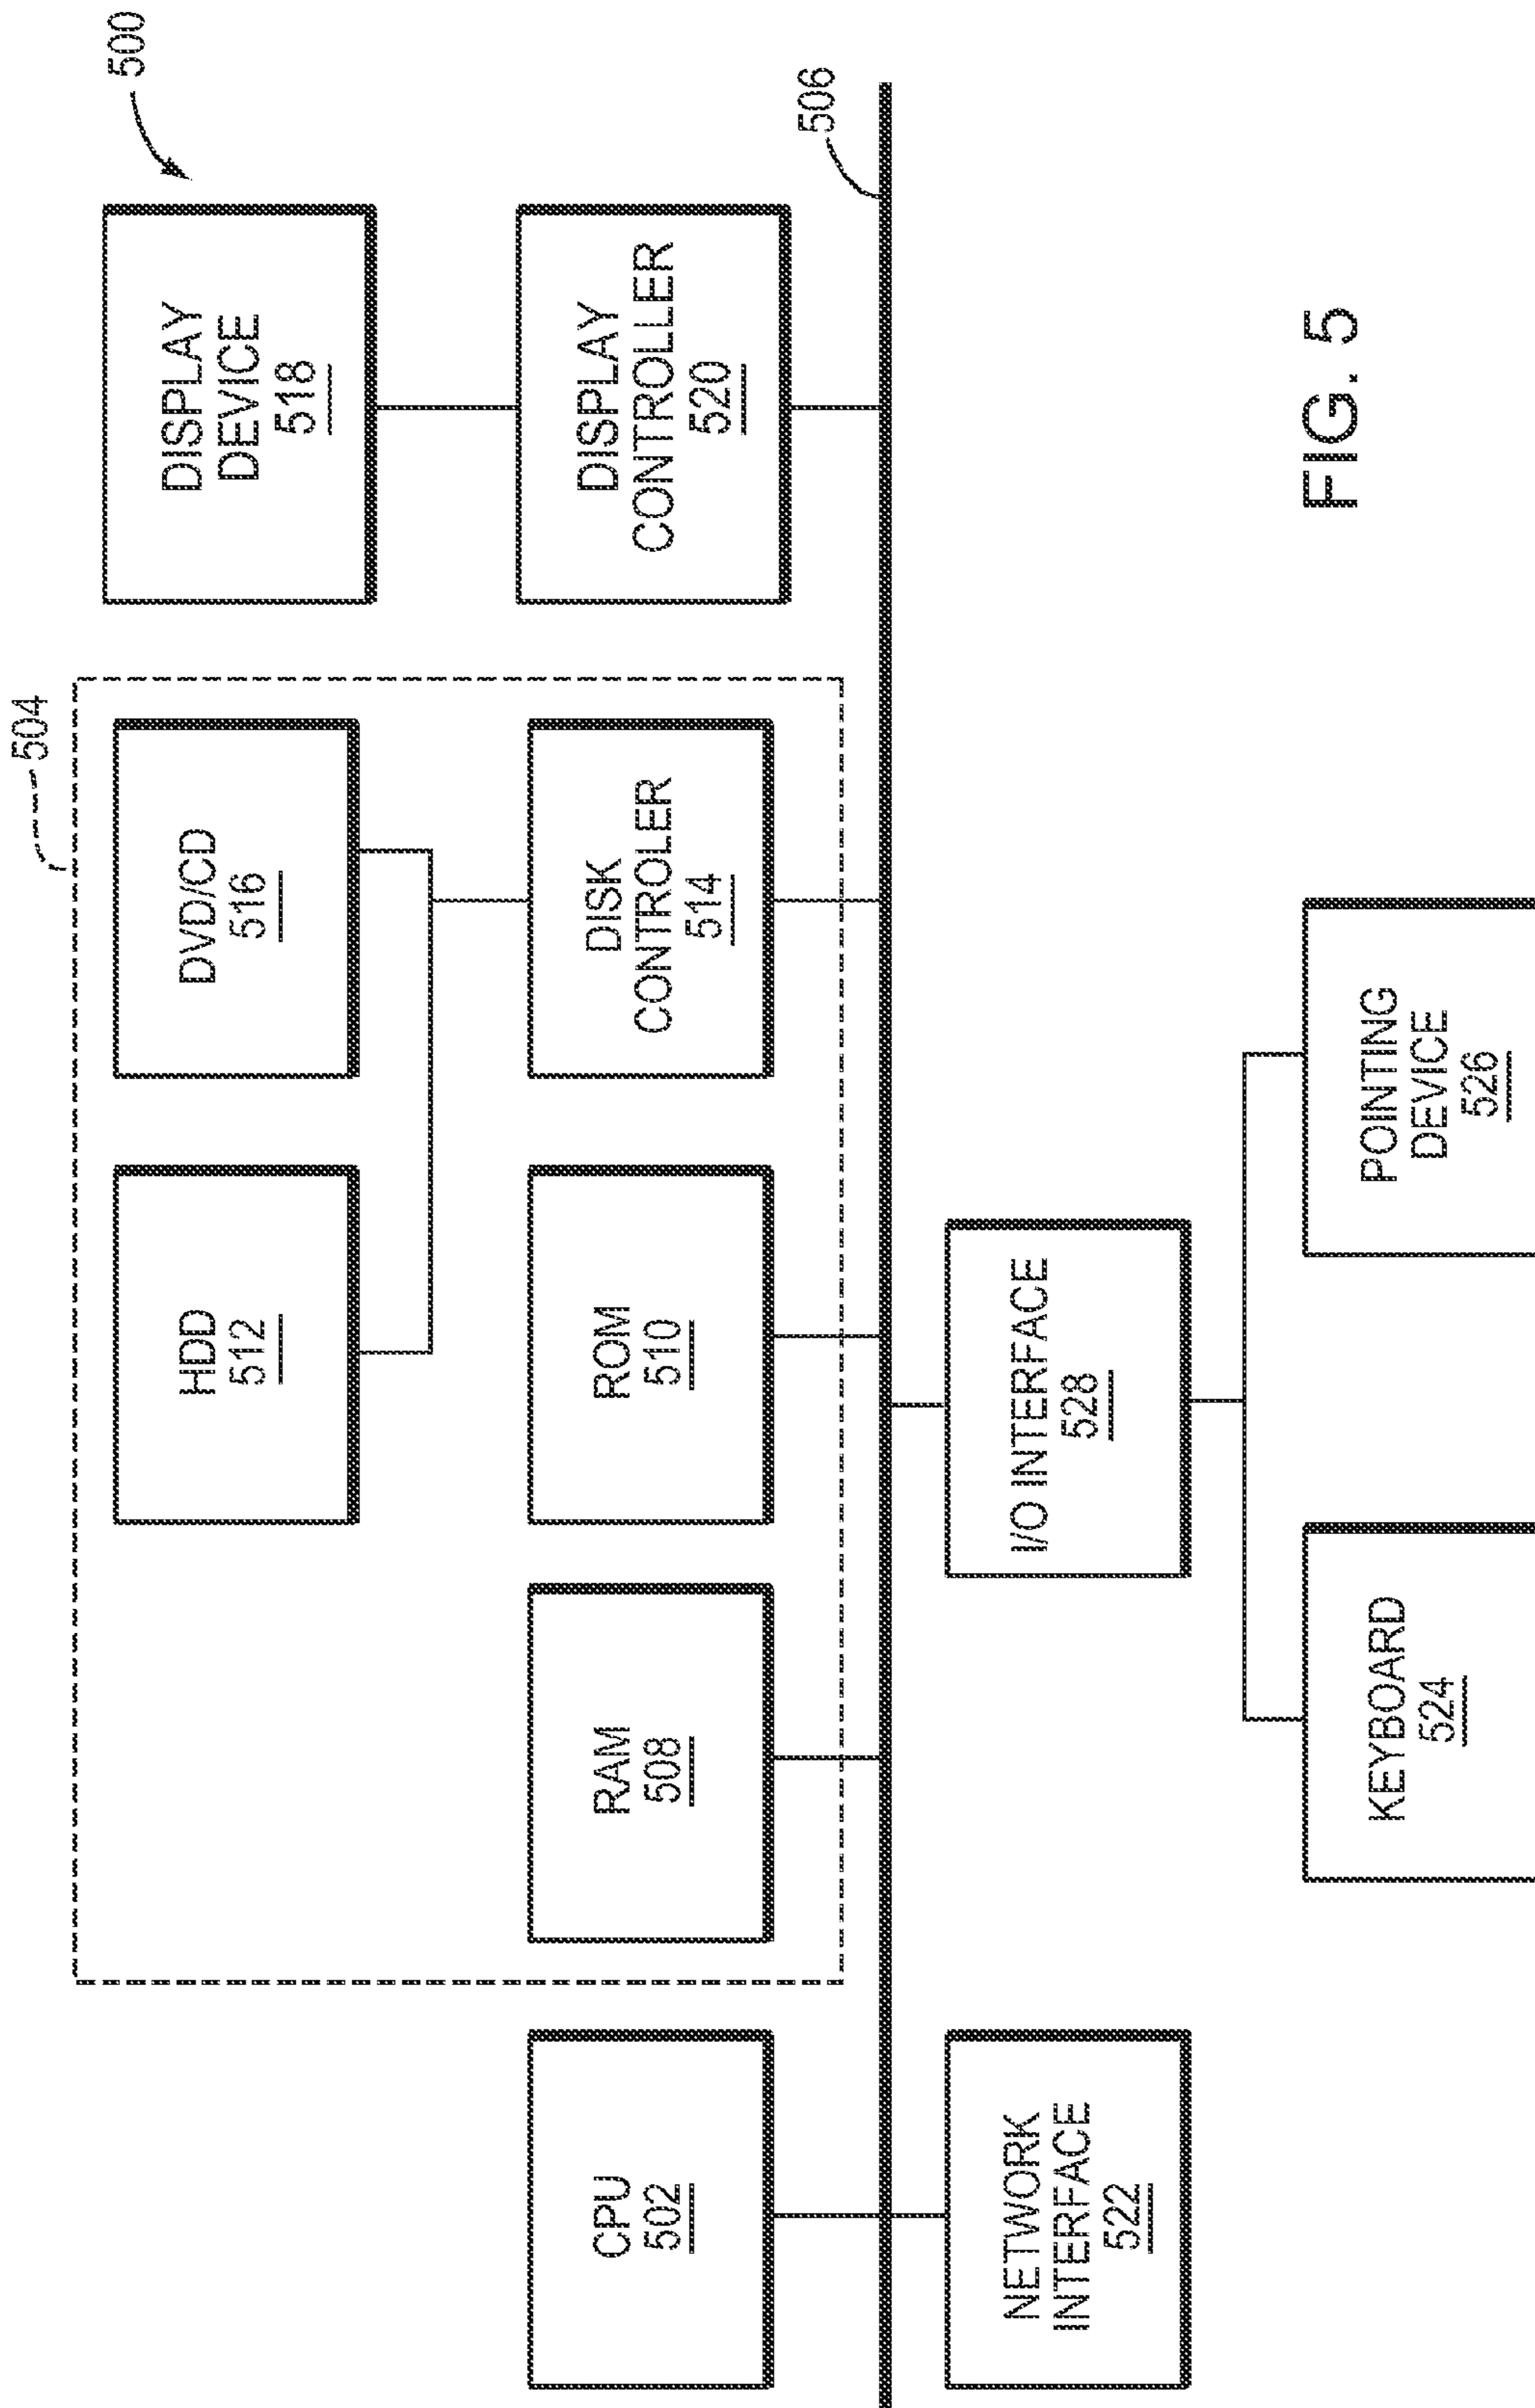 500
504
DISPLAY
DEVICE
518
DVD/CD
516
HDD
512
DISPLAY
CONTROLLER
520
DISK
CONTROLER
514
ROM
510
RAM
508
CPU
502
506
I/O INTERFACE
528
NETWORK
INTERFACE
522
KEYBOARD
524
POINTING
DEVICE
526
FIG. 5